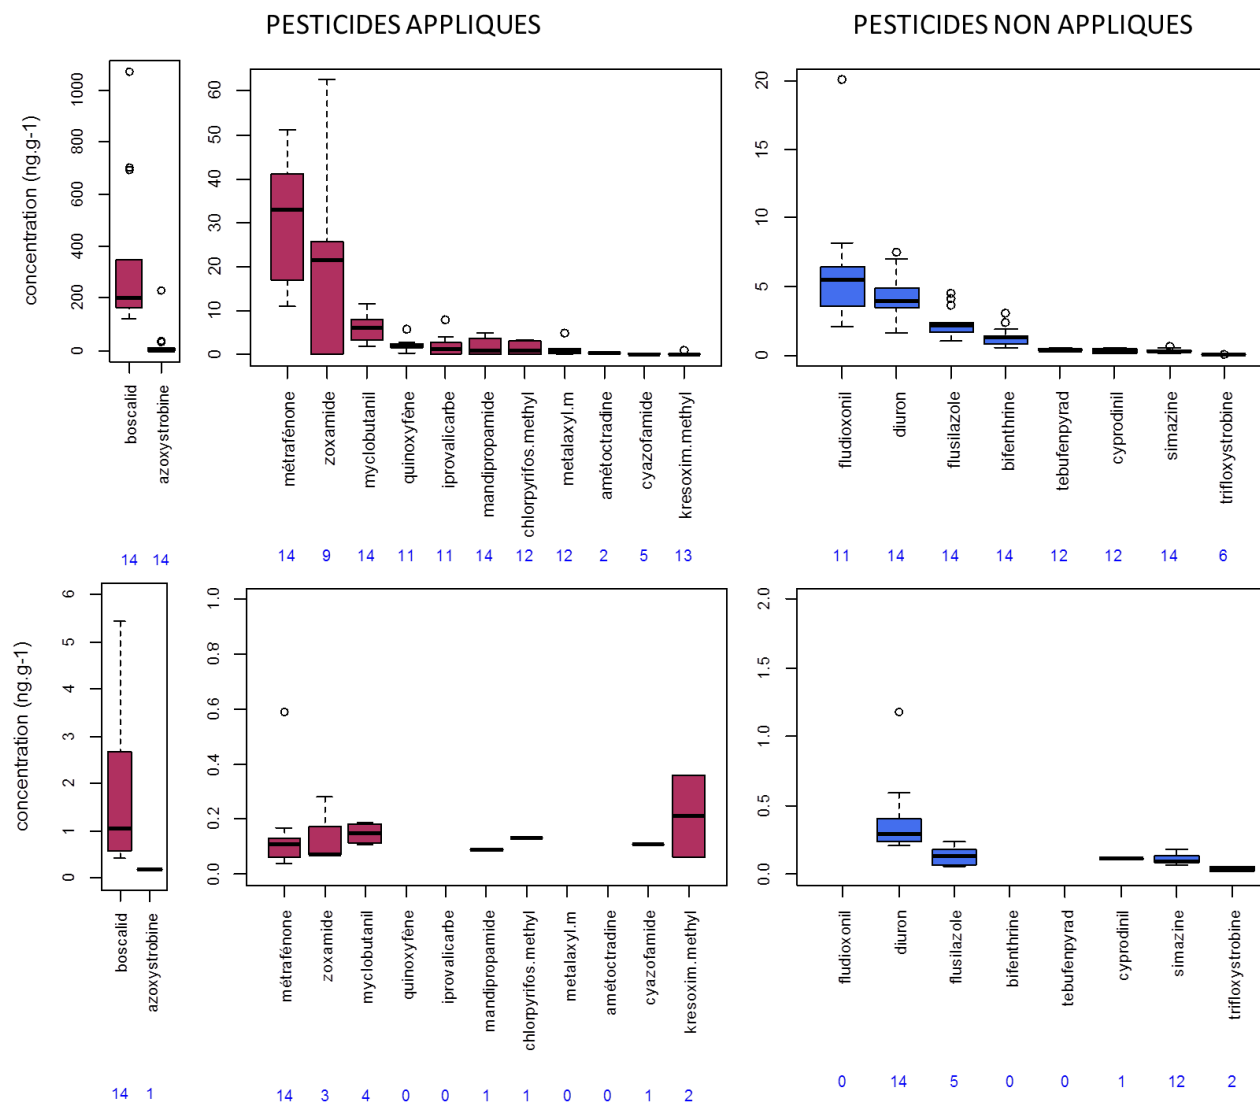 PESTICIDES APPLIQUES
PESTICIDES NON APPLIQUES
concentration (ng.g-1)
0 200 400 600 800 1000
boscalid
azoxystrobine
14 14
0 10 20 30 40 50 60
métrafénone
zoxamide
myclobutanil
quinoxyfène
iprovalicarbe
mandipropamide
chlorpyrifos.methyl
metalaxyl.m
amétoctradine
cyazofamide
kresoxim.methyl
14 9 14 11 11 14 12 12 2 5 13
0 5 10 15 20
fludioxonil
diuron
flusilazole
bifenthrine
tebufenpyrad
cyprodinil
simazine
trifloxystrobine
11 14 14 14 12 12 14 6
concentration (ng.g-1)
0 1 2 3 4 5 6
boscalid
azoxystrobine
14 1
0.0 0.2 0.4 0.6 0.8 1.0
métrafénone
zoxamide
myclobutanil
quinoxyfène
iprovalicarbe
mandipropamide
chlorpyrifos.methyl
metalaxyl.m
amétoctradine
cyazofamide
kresoxim.methyl
14 3 4 0 0 1 1 0 0 1 2
0.0 0.5 1.0 1.5 2.0
fludioxonil
diuron
flusilazole
bifenthrine
tebufenpyrad
cyprodinil
simazine
trifloxystrobine
0 14 5 0 0 1 12 2